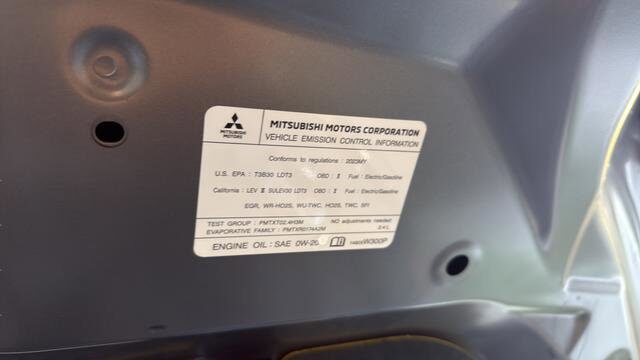 MITSUBISHI MOTORS
MITSUBISHI MOTORS CORPORATION
VEHICLE EMISSION CONTROL INFORMATION
Conforms to regulations : 2023MY
U.S. EPA : T3B30 LDT3 OBD : II Fuel : Electric/Gasoline
California : LEV III SULEV30 LDT3 OBD : II Fuel : Electric/Gasoline
EGR, WR-HO2S, WU-TWC, HO2S, TWC, SFI
TEST GROUP : PMTXT02.4H3M NO adjustments needed
EVAPORATIVE FAMILY : PMTXR0174A2M 2.4 L
ENGINE OIL : SAE 0W-20 W300P